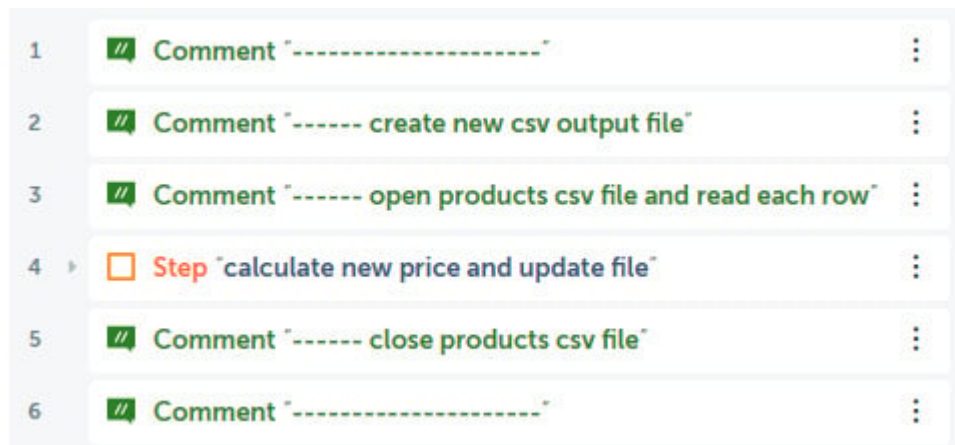 1 // Comment "---------------------"
2 // Comment "------ create new csv output file"
3 // Comment "------ open products csv file and read each row"
4 Step "calculate new price and update file"
5 // Comment "------ close products csv file"
6 // Comment "---------------------"